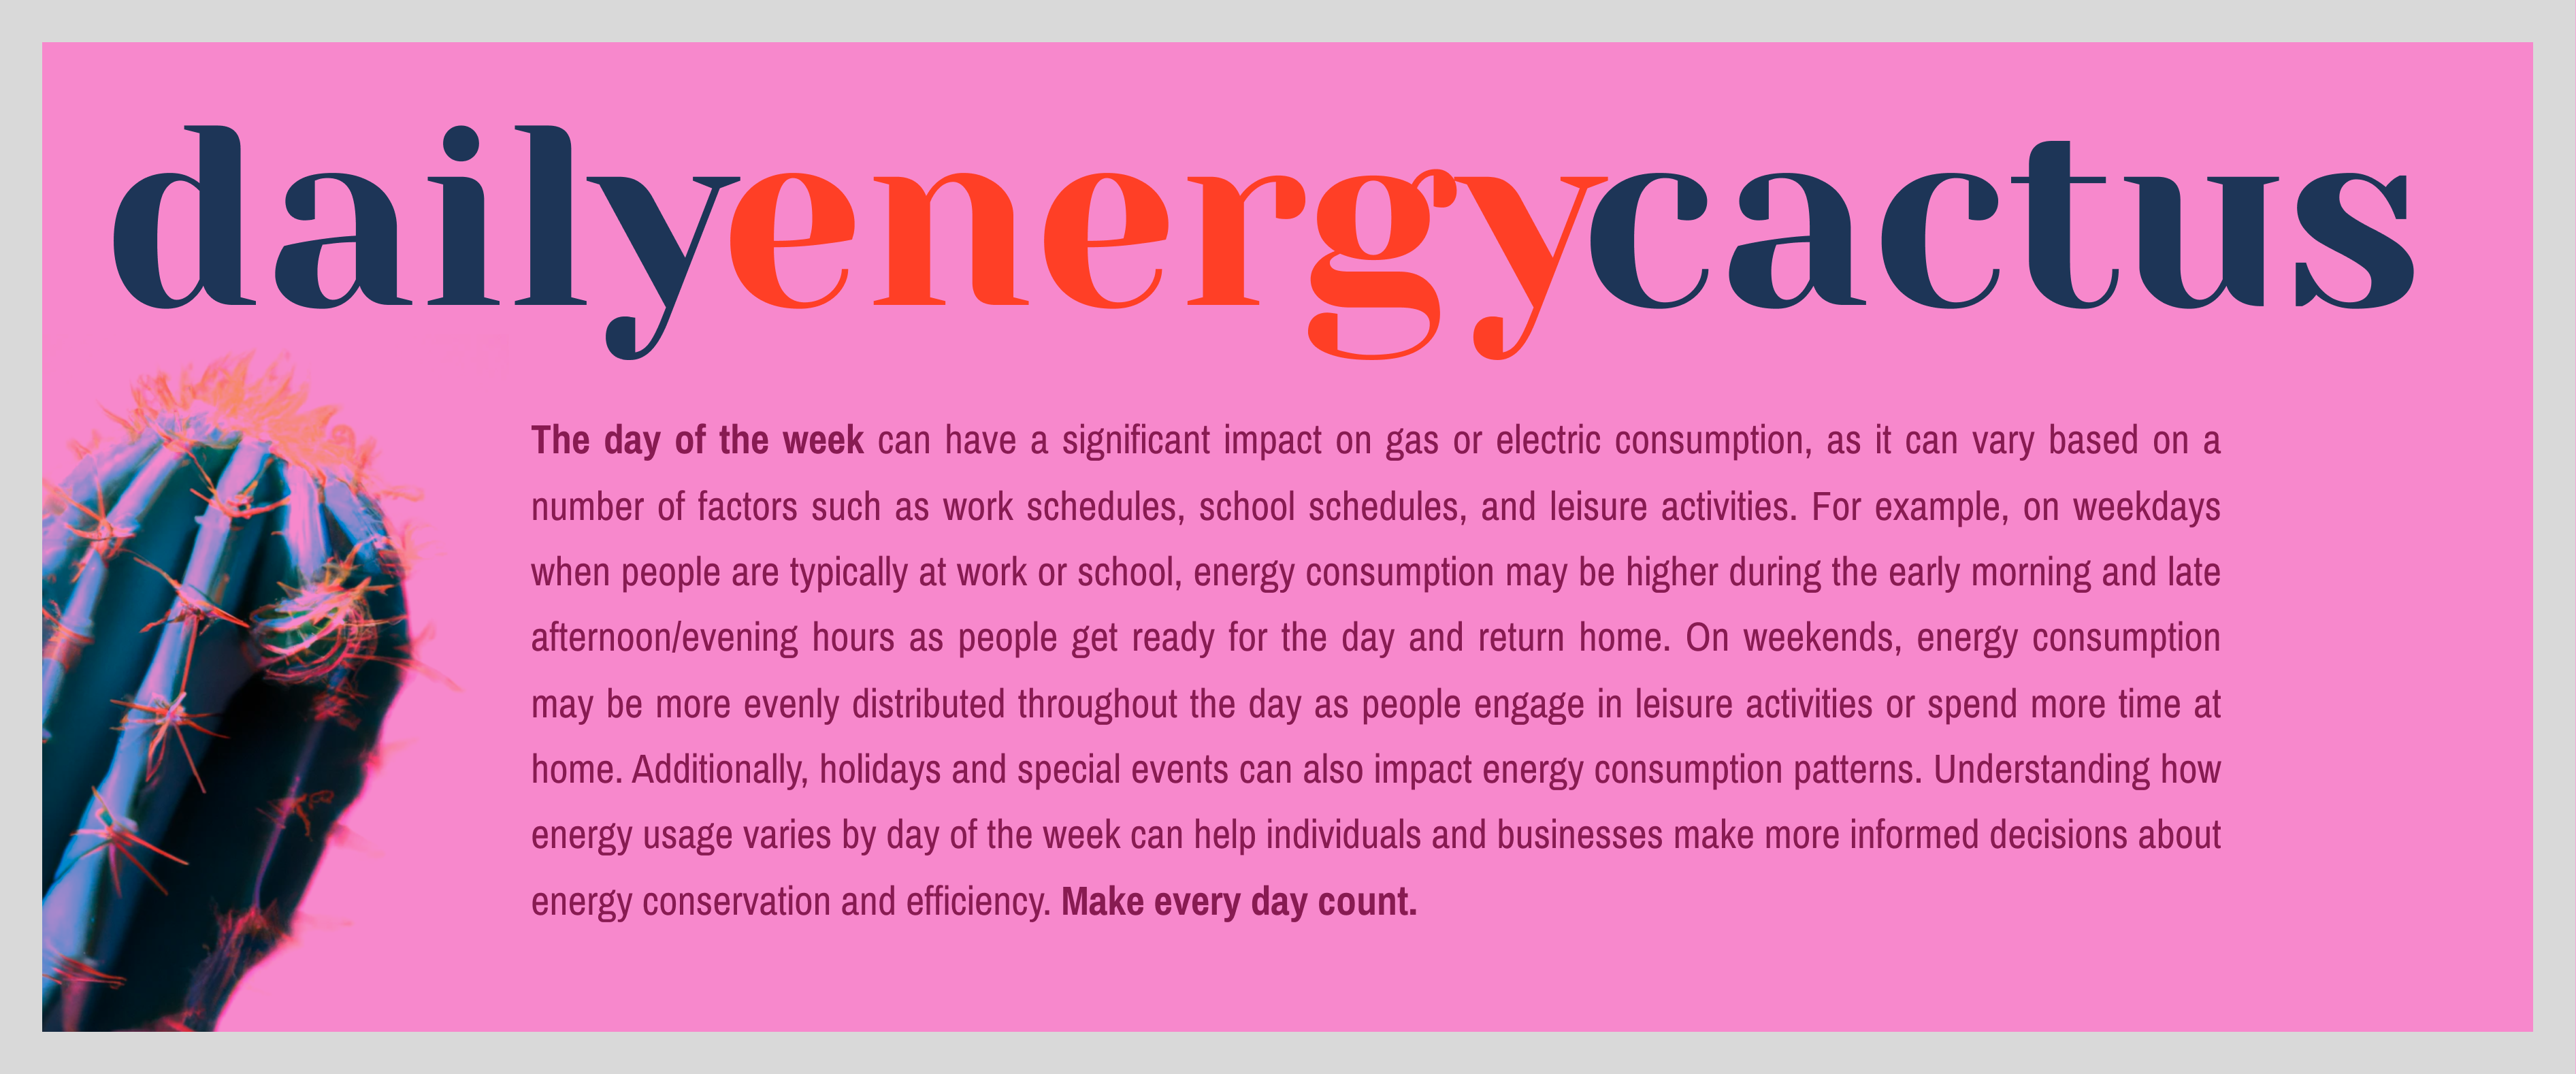 dailyenergycactus
The day of the week can have a significant impact on gas or electric consumption, as it can vary based on a
number of factors such as work schedules, school schedules, and leisure activities. For example, on weekdays
when people are typically at work or school, energy consumption may be higher during the early morning and late
afternoon/evening hours as people get ready for the day and return home. On weekends, energy consumption
may be more evenly distributed throughout the day as people engage in leisure activities or spend more time at
home. Additionally, holidays and special events can also impact energy consumption patterns. Understanding how
energy usage varies by day of the week can help individuals and businesses make more informed decisions about
energy conservation and efficiency. Make every day count.